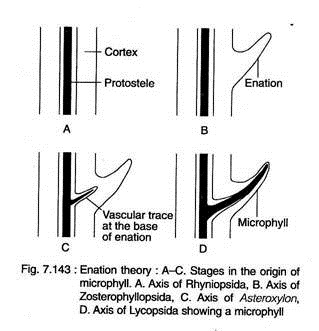 Cortex
Protostele
Enation
A
B
Vascular trace
at the base
of enation
Microphyll
C
D
Fig. 7.143 : Enation theory : A–C. Stages in the origin of
microphyll. A. Axis of Rhyniopsida, B. Axis of
Zosterophyllopsida, C. Axis of Asteroxylon,
D. Axis of Lycopsida showing a microphyll